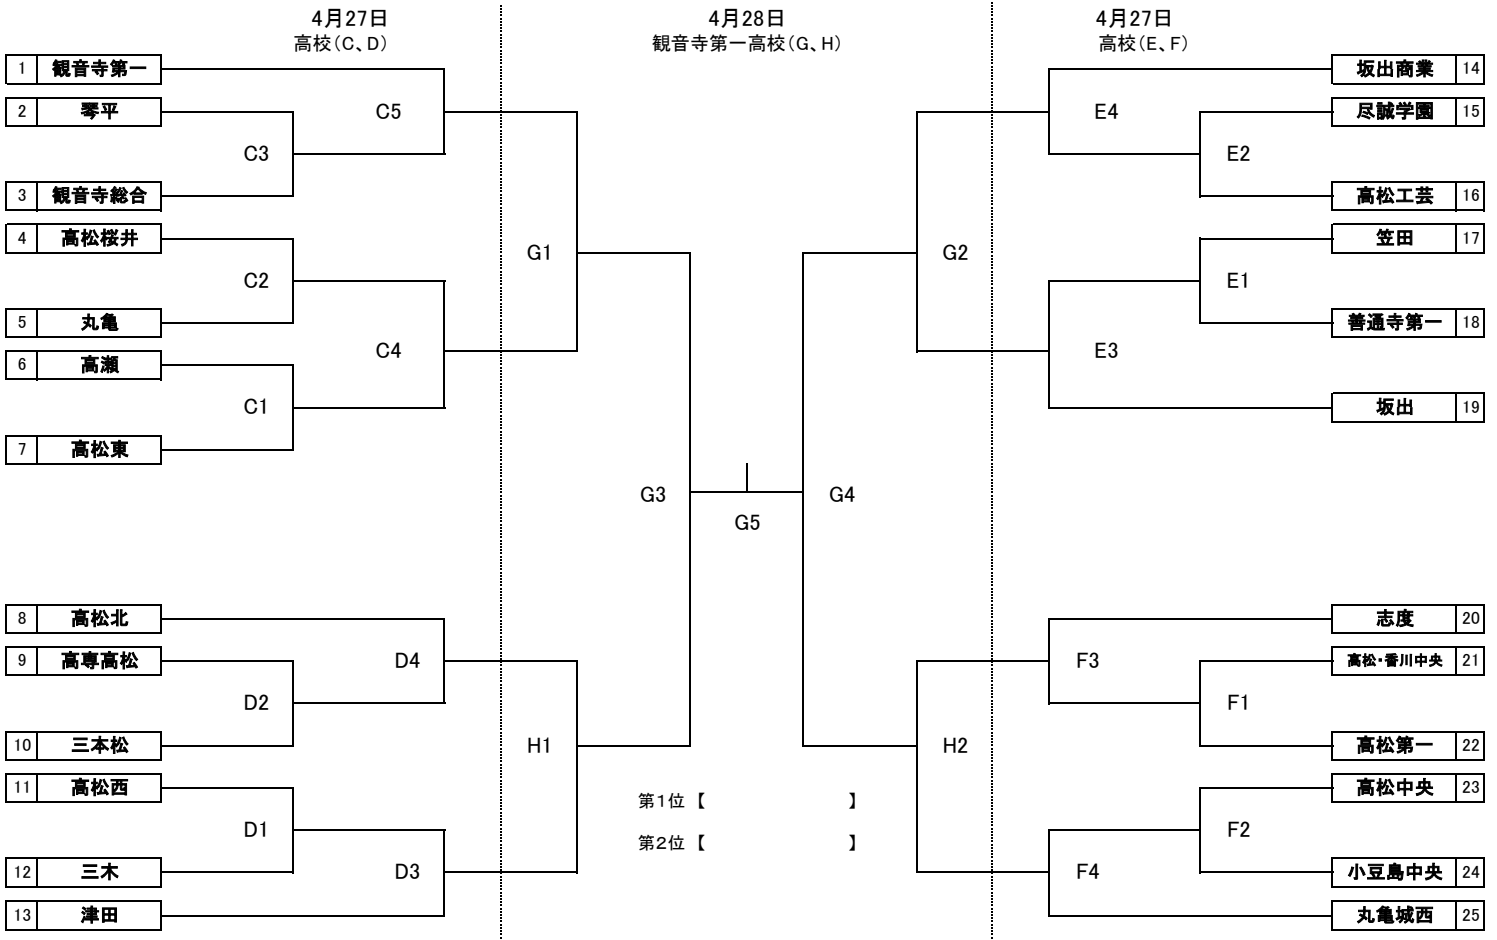 4月27日
高校（C、D）
4月28日
観音寺第一高校（G、H）
4月27日
高校（E、F）
1 観音寺第一
2 琴平
3 観音寺総合
4 高松桜井
5 丸亀
6 高瀬
7 高松東
8 高松北
9 高専高松
10 三本松
11 高松西
12 三木
13 津田
C5
C3
C2
C4
C1
D4
D2
D1
D3
G1
H1
G3
G5
G4
G2
H2
第1位 【 】
第2位 【 】
E4
E2
E1
E3
F3
F1
F2
F4
坂出商業 14
尽誠学園 15
高松工芸 16
笠田 17
善通寺第一 18
坂出 19
志度 20
高松・香川中央 21
高松第一 22
高松中央 23
小豆島中央 24
丸亀城西 25